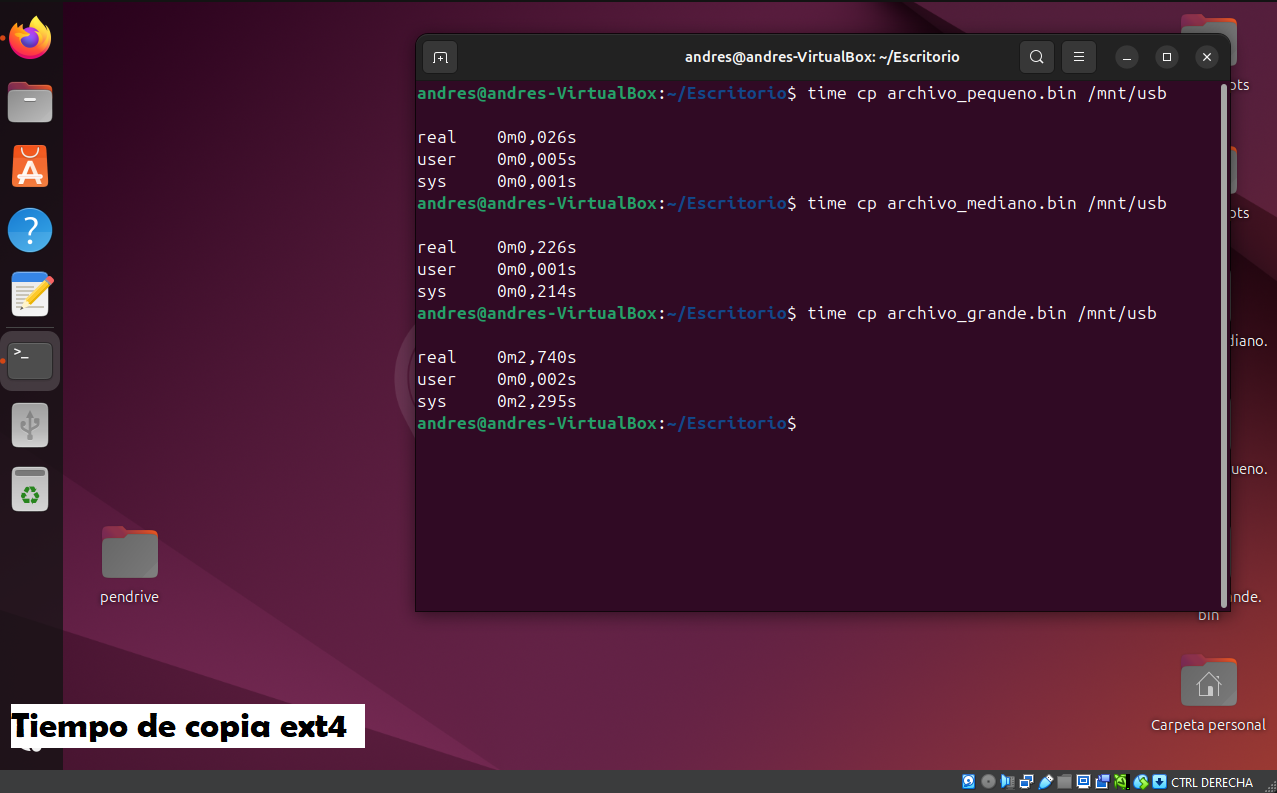 andres@andres-VirtualBox: ~/Escritorio
andres@andres-VirtualBox:~/Escritorio$ time cp archivo_pequeno.bin /mnt/usb
real 0m0,026s
user 0m0,005s
sys 0m0,001s
andres@andres-VirtualBox:~/Escritorio$ time cp archivo_mediano.bin /mnt/usb
real 0m0,226s
user 0m0,001s
sys 0m0,214s
andres@andres-VirtualBox:~/Escritorio$ time cp archivo_grande.bin /mnt/usb
real 0m2,740s
user 0m0,002s
sys 0m2,295s
andres@andres-VirtualBox:~/Escritorio$
ots
ots
diano.
ueno.
nde.
bin
pendrive
Carpeta personal
Tiempo de copia ext4
CTRL DERECHA